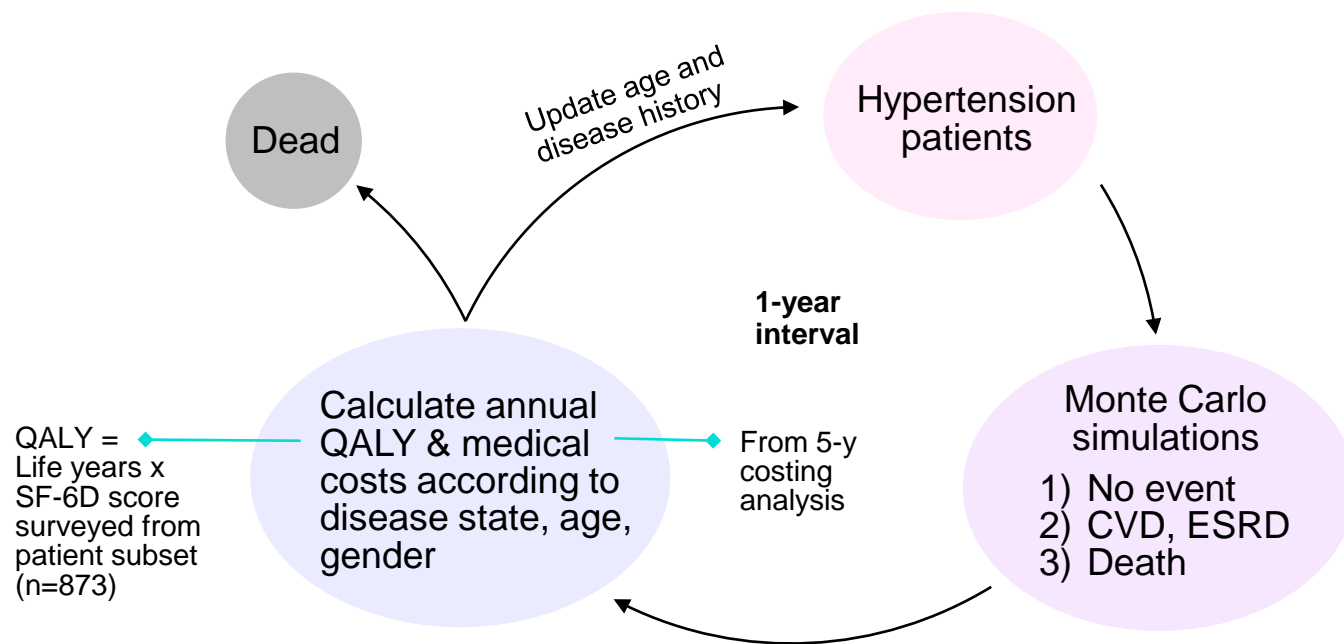 Dead
Update age and
disease history
Hypertension
patients
1-year
interval
Monte Carlo
simulations
1) No event
2) CVD, ESRD
3) Death
Calculate annual
QALY & medical
costs according to
disease state, age,
gender
From 5-y
costing
analysis
QALY =
Life years x
SF-6D score
surveyed from
patient subset
(n=873)